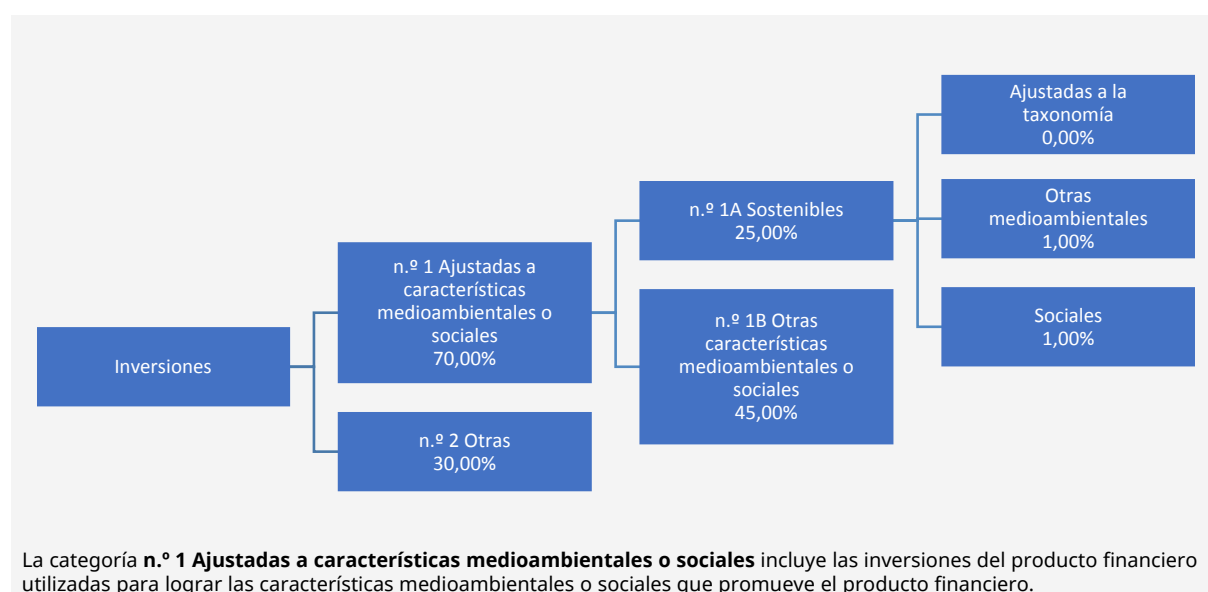 Inversiones
n.º 1 Ajustadas a
características
medioambientales o
sociales
70,00%
n.º 2 Otras
30,00%
n.º 1A Sostenibles
25,00%
n.º 1B Otras
características
medioambientales o
sociales
45,00%
Ajustadas a la
taxonomía
0,00%
Otras
medioambientales
1,00%
Sociales
1,00%
La categoría n.º 1 Ajustadas a características medioambientales o sociales incluye las inversiones del producto financiero
utilizadas para lograr las características medioambientales o sociales que promueve el producto financiero.